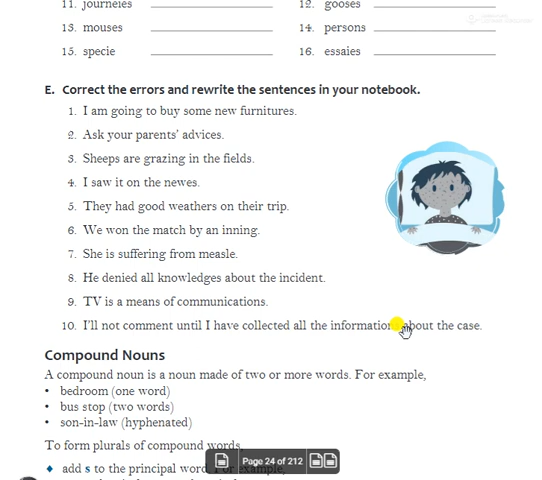 11. journeies 12. gooses
13. mouses 14. persons
15. specie 16. essaies
E. Correct the errors and rewrite the sentences in your notebook.
1. I am going to buy some new furnitures.
2. Ask your parents' advices.
3. Sheeps are grazing in the fields.
4. I saw it on the newes.
5. They had good weathers on their trip.
6. We won the match by an inning.
7. She is suffering from measle.
8. He denied all knowledges about the incident.
9. TV is a means of communications.
10. I'll not comment until I have collected all the information about the case.
Compound Nouns
A compound noun is a noun made of two or more words. For example,
• bedroom (one word)
• bus stop (two words)
• son-in-law (hyphenated)
To form plurals of compound words,
♦ add s to the principal word. For example,
Page 24 of 212